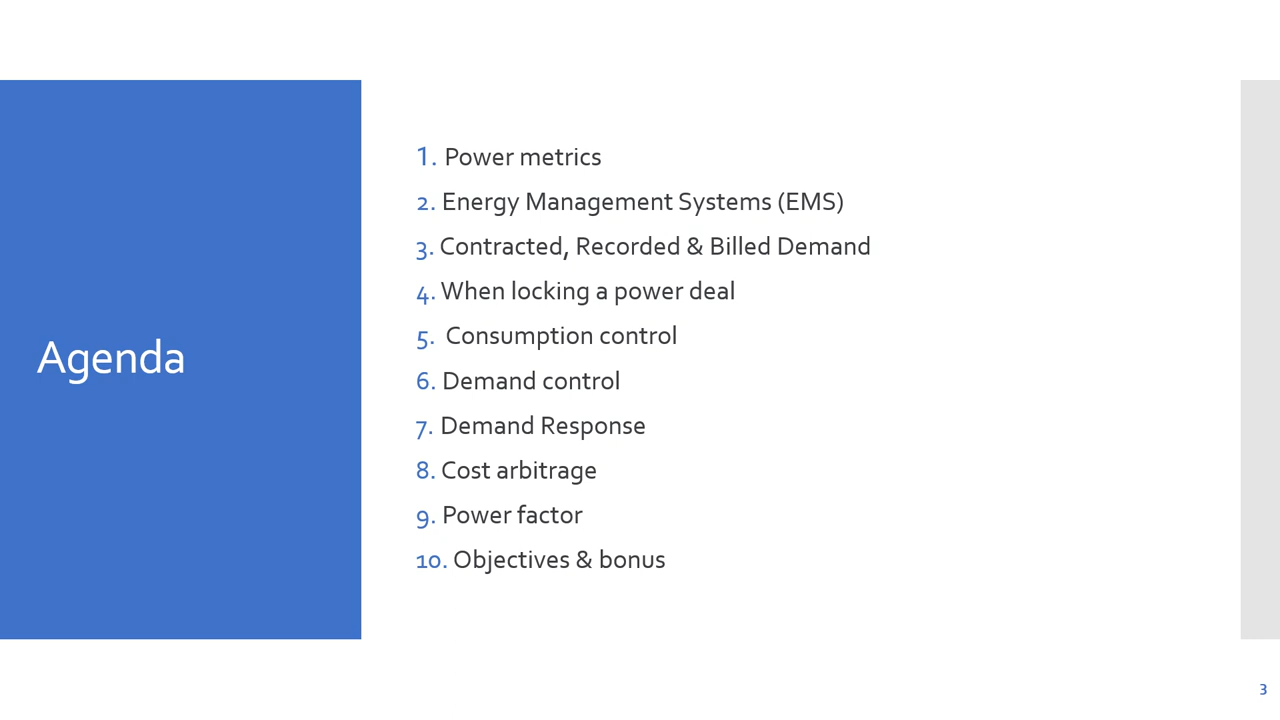 Agenda
1. Power metrics
2. Energy Management Systems (EMS)
3. Contracted, Recorded & Billed Demand
4. When locking a power deal
5. Consumption control
6. Demand control
7. Demand Response
8. Cost arbitrage
9. Power factor
10. Objectives & bonus
3